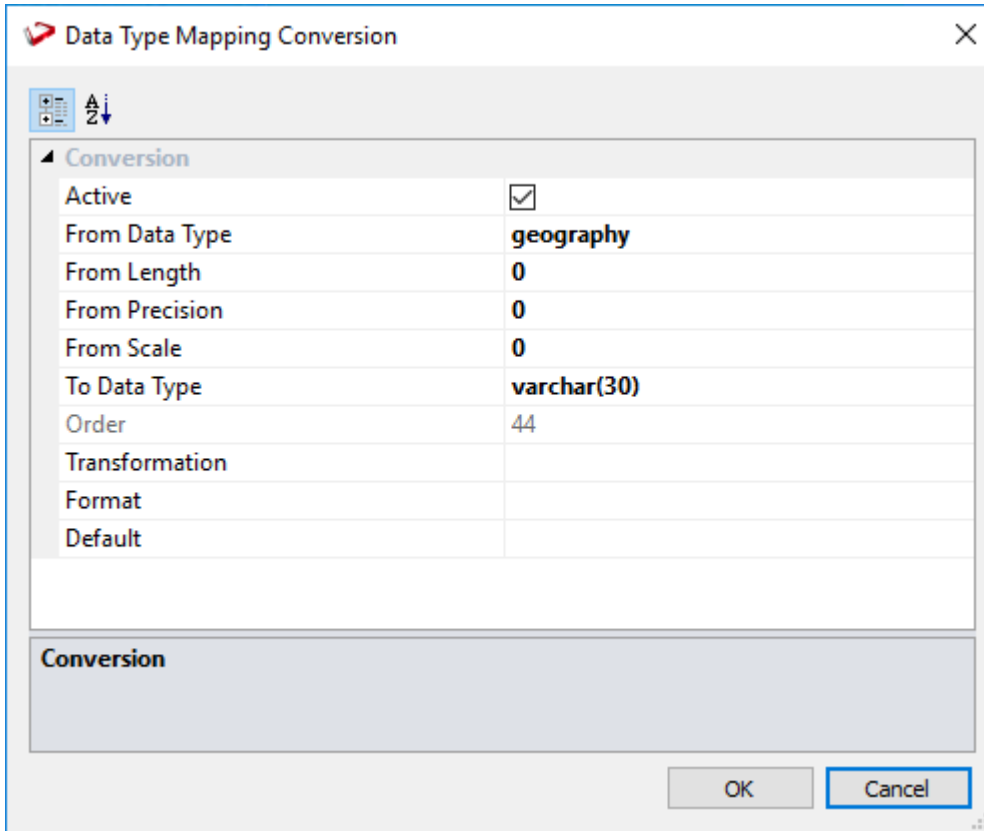 Data Type Mapping Conversion
A
Z
Conversion
Active
From Data Type geography
From Length 0
From Precision 0
From Scale 0
To Data Type varchar(30)
Order 44
Transformation
Format
Default
Conversion
OK Cancel